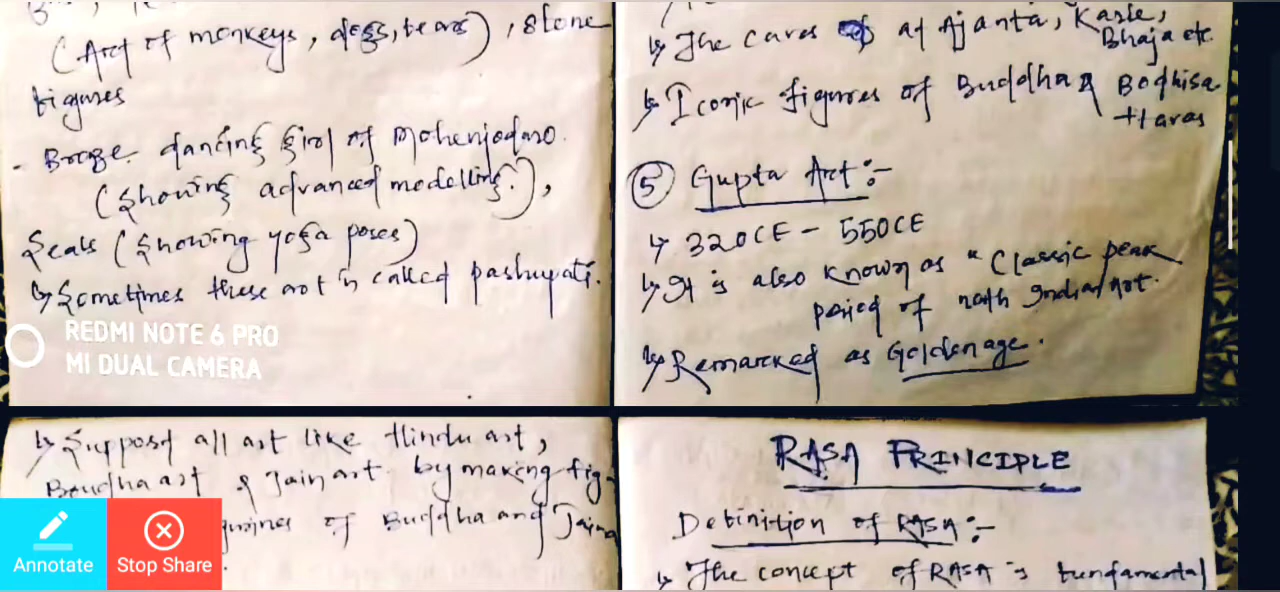 (Art of monkeys, dogs, bears), stone
figures
- Bronze dancing girl of Mohenjodaro.
(showing advanced modelling.),
Seals (showing yoga poses)
↳ Sometimes these art is called pashupati.
REDMI NOTE 6 PRO
MI DUAL CAMERA
↳ The caves at Ajanta, Karle,
Bhaja etc.
↳ Iconic figures of Buddha & Bodhisa
ttavas
⑤ Gupta Art:-
↳ 320CE - 550CE
↳ It is also known as "Classic peak
period of north Indian Art.
↳ Remarked as Golden age.
↳ Support all art like Hindu art,
Boudha art & Jain art by making fig-
of Buddha and Jaina
Annotate
Stop Share
RASA PRINCIPLE
Definition of RASA:-
↳ The concept of RASA is fundamental